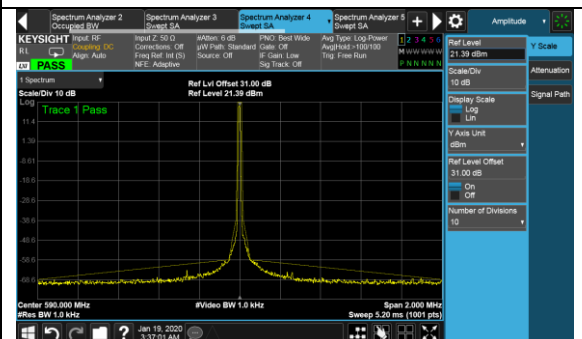 Spectrum Analyzer 2 Occupied BW
Spectrum Analyzer 3 Swept SA
Spectrum Analyzer 4 Swept SA
Spectrum Analyzer 5 Swept SA
+
Amplitude
KEYSIGHT
RL
LXI PASS
Input: RF
Coupling: DC
Align: Auto
Input Z: 50 Ω
Corrections: Off
Freq Ref: Int (S)
NFE: Adaptive
#Atten: 6 dB
µW Path: Standard
Source: Off
PNO: Best Wide
Gate: Off
IF Gain: Low
Sig Track: Off
Avg Type: Log-Power
Avg|Hold:>100/100
Trig: Free Run
1 2 3 4 5 6
M W W W W W
P N N N N N
1 Spectrum
Scale/Div 10 dB
Ref Lvl Offset 31.00 dB
Ref Level 21.39 dBm
Log
Trace 1 Pass
11.4
1.39
-8.61
-18.6
-28.6
-38.6
-48.6
-58.6
-68.6
Center 590.000 MHz
#Res BW 1.0 kHz
#Video BW 1.0 kHz
Span 2.000 MHz
Sweep 5.20 ms (1001 pts)
Ref Level
21.39 dBm
Scale/Div
10 dB
Display Scale
Log
Lin
Y Axis Unit
dBm
Ref Level Offset
31.00 dB
On
Off
Number of Divisions
10
Y Scale
Attenuation
Signal Path
?
Jan 19, 2020
3:37:01 AM